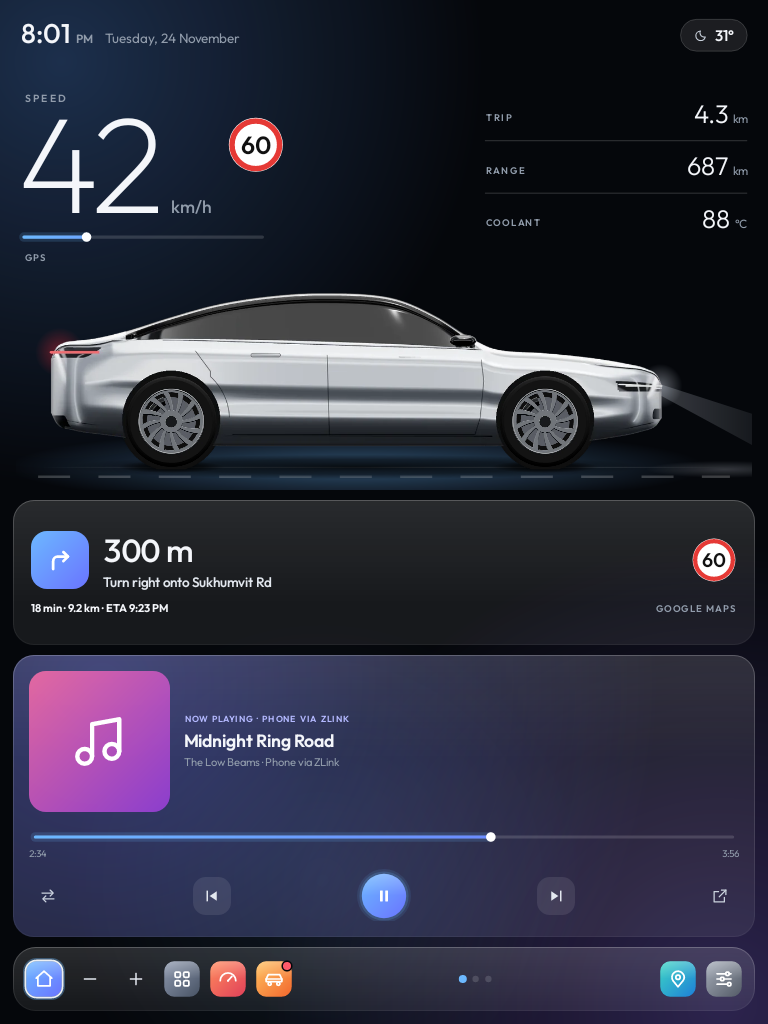 8:01 PM Tuesday, 24 November
31°
SPEED
42 km/h
60
GPS
TRIP 4.3 km
RANGE 687 km
COOLANT 88 °C
300 m
Turn right onto Sukhumvit Rd
18 min · 9.2 km · ETA 9:23 PM
60
GOOGLE MAPS
NOW PLAYING · PHONE VIA ZLINK
Midnight Ring Road
The Low Beams · Phone via ZLink
2:34 3:56